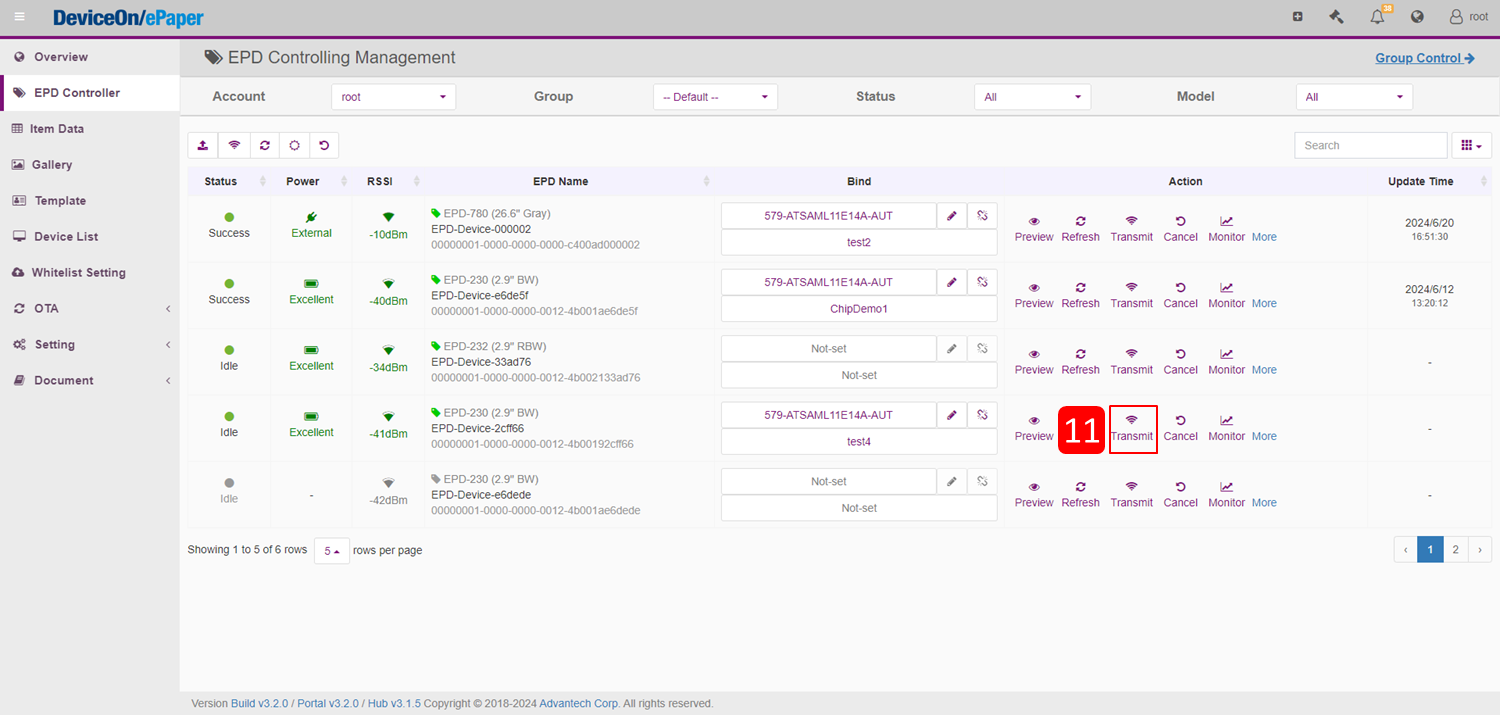 DeviceOn/ePaper
38
root
Overview
EPD Controller
Item Data
Gallery
Template
Device List
Whitelist Setting
OTA
Setting
Document
EPD Controlling Management
Group Control
Account root Group -- Default -- Status All Model All
Search
Status Power RSSI EPD Name Bind Action Update Time
Success External -10dBm
EPD-780 (26.6" Gray)
EPD-Device-000002
00000001-0000-0000-0000-c400ad000002
579-ATSAML11E14A-AUT
test2
Preview Refresh Transmit Cancel Monitor More
2024/6/20
16:51:30
Success Excellent -40dBm
EPD-230 (2.9" BW)
EPD-Device-e6de5f
00000001-0000-0000-0012-4b001ae6de5f
579-ATSAML11E14A-AUT
ChipDemo1
Preview Refresh Transmit Cancel Monitor More
2024/6/12
13:20:12
Idle Excellent -34dBm
EPD-232 (2.9" RBW)
EPD-Device-33ad76
00000001-0000-0000-0012-4b002133ad76
Not-set
Not-set
Preview Refresh Transmit Cancel Monitor More
-
Idle Excellent -41dBm
EPD-230 (2.9" BW)
EPD-Device-2cff66
00000001-0000-0000-0012-4b00192cff66
579-ATSAML11E14A-AUT
test4
Preview 11 Transmit Cancel Monitor More
-
Idle - -42dBm
EPD-230 (2.9" BW)
EPD-Device-e6dede
00000001-0000-0000-0012-4b001ae6dede
Not-set
Not-set
Preview Refresh Transmit Cancel Monitor More
-
Showing 1 to 5 of 6 rows 5 rows per page
‹ 1 2 ›
Version Build v3.2.0 / Portal v3.2.0 / Hub v3.1.5 Copyright © 2018-2024 Advantech Corp. All rights reserved.